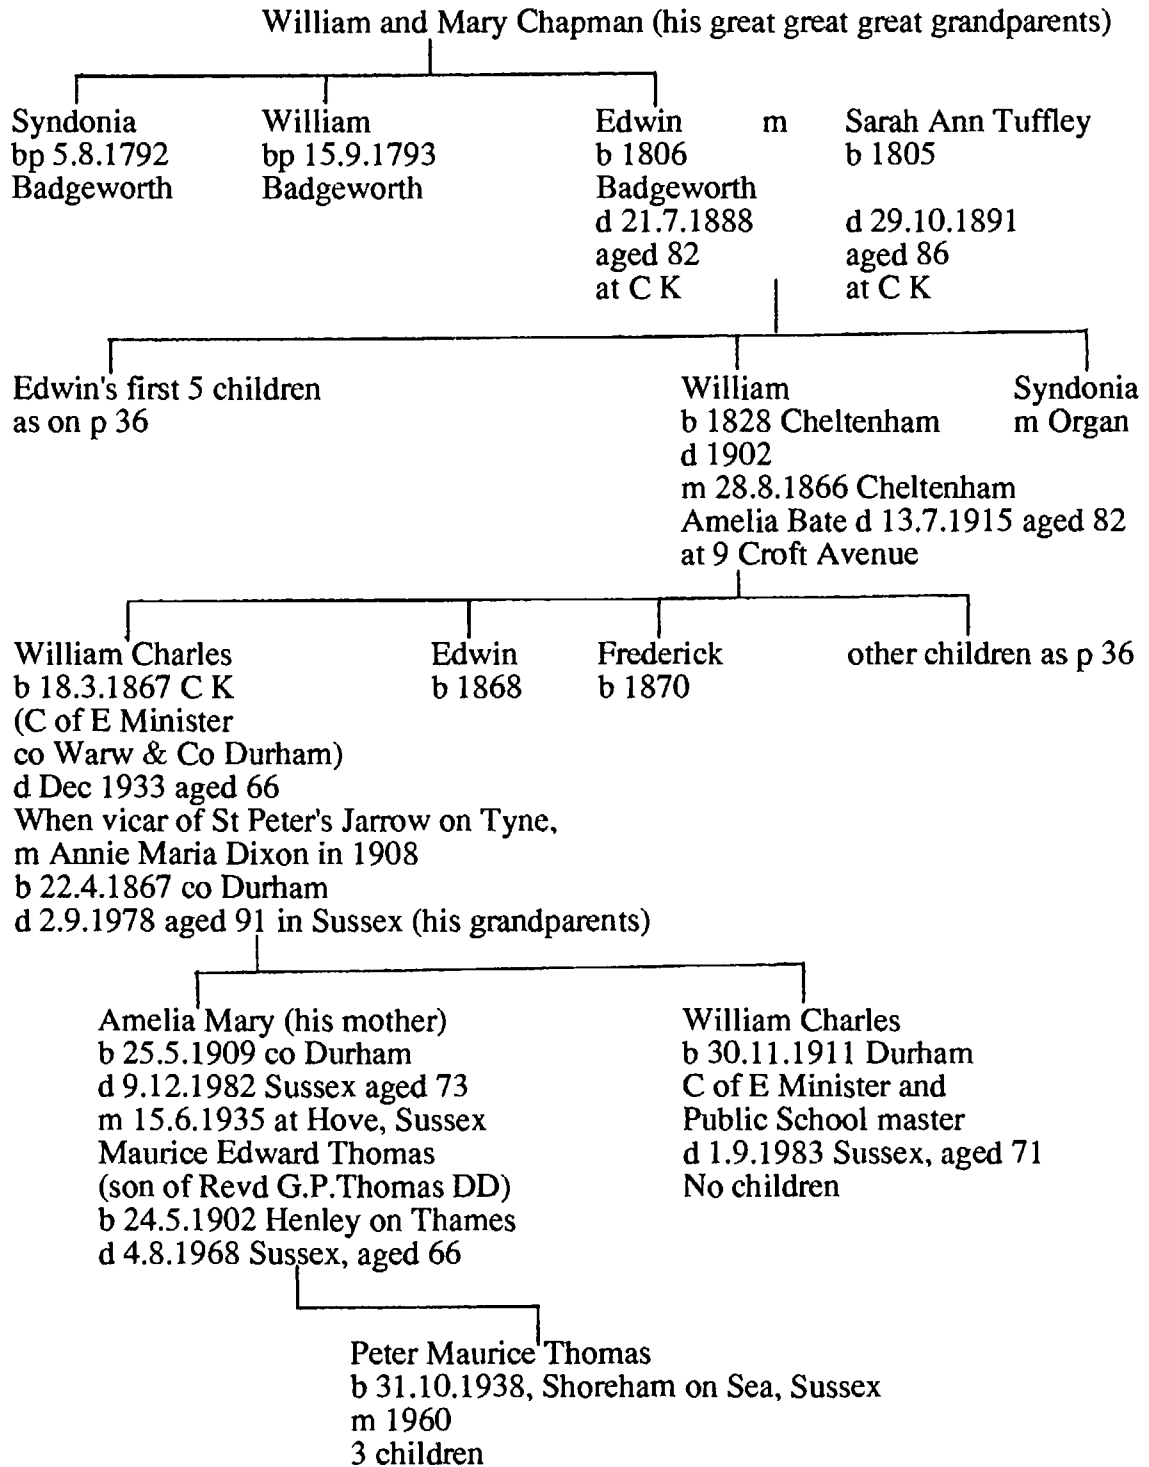 William and Mary Chapman (his great great great grandparents)
Syndonia
bp 5.8.1792
Badgeworth
William
bp 15.9.1793
Badgeworth
Edwin
b 1806
Badgeworth
d 21.7.1888
aged 82
at C K
m
Sarah Ann Tuffley
b 1805
d 29.10.1891
aged 86
at C K
Edwin's first 5 children
as on p 36
William
b 1828 Cheltenham
d 1902
m 28.8.1866 Cheltenham
Amelia Bate d 13.7.1915 aged 82
at 9 Croft Avenue
Syndonia
m Organ
William Charles
b 18.3.1867 C K
(C of E Minister
co Warw & Co Durham)
d Dec 1933 aged 66
When vicar of St Peter's Jarrow on Tyne,
m Annie Maria Dixon in 1908
b 22.4.1867 co Durham
d 2.9.1978 aged 91 in Sussex (his grandparents)
Edwin
b 1868
Frederick
b 1870
other children as p 36
Amelia Mary (his mother)
b 25.5.1909 co Durham
d 9.12.1982 Sussex aged 73
m 15.6.1935 at Hove, Sussex
Maurice Edward Thomas
(son of Revd G.P.Thomas DD)
b 24.5.1902 Henley on Thames
d 4.8.1968 Sussex, aged 66
William Charles
b 30.11.1911 Durham
C of E Minister and
Public School master
d 1.9.1983 Sussex, aged 71
No children
Peter Maurice Thomas
b 31.10.1938, Shoreham on Sea, Sussex
m 1960
3 children